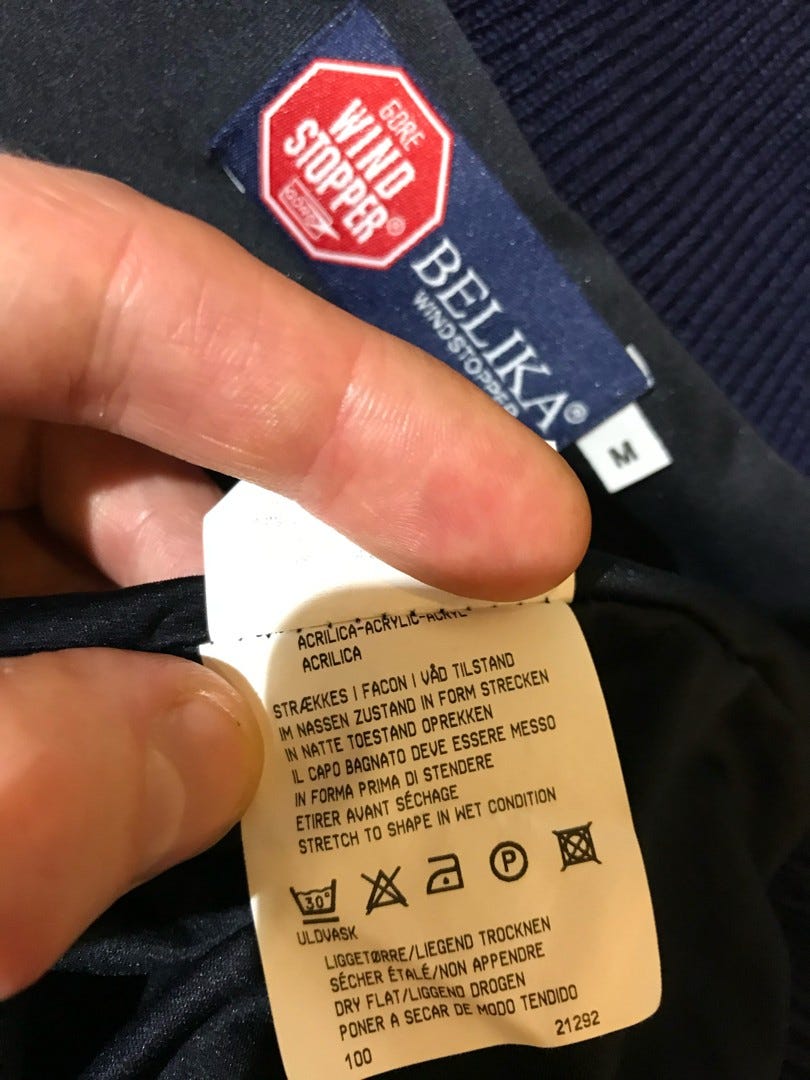 GORE
WIND
STOPPER®
GORE
BELIKA®
WINDSTOPPER
M
ACRILICA-ACRYLIC-ACRYL
ACRILICA
STRÆKKES I FACON I VÅD TILSTAND
IM NASSEN ZUSTAND IN FORM STRECKEN
IN NATTE TOESTAND OPREKKEN
IL CAPO BAGNATO DEVE ESSERE MESSO
IN FORMA PRIMA DI STENDERE
ETIRER AVANT SÉCHAGE
STRETCH TO SHAPE IN WET CONDITION
30° P
ULDVASK
LIGGETØRRE/LIEGEND TROCKNEN
SÉCHER ÉTALÉ/NON APPENDRE
DRY FLAT/LIGGEND DROGEN
PONER A SECAR DE MODO TENDIDO
100 21292